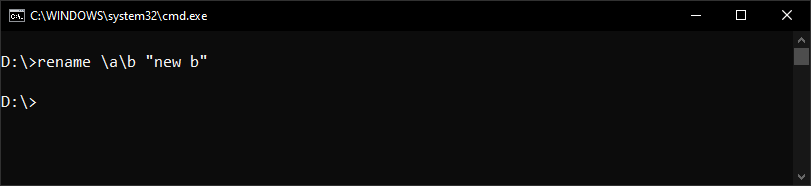 C:\WINDOWS\system32\cmd.exe
D:\>rename \a\b "new b"
D:\>